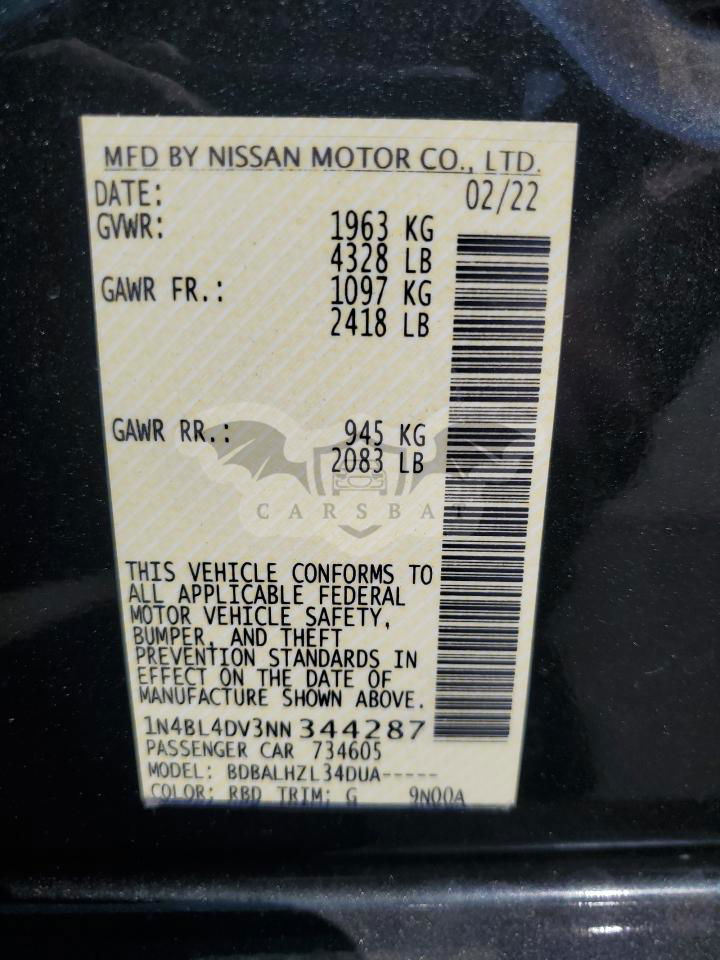 MFD BY NISSAN MOTOR CO., LTD.
DATE: 02/22
GVWR: 1963 KG
4328 LB
GAWR FR.: 1097 KG
2418 LB
GAWR RR.: 945 KG
2083 LB
CARSBAT
THIS VEHICLE CONFORMS TO
ALL APPLICABLE FEDERAL
MOTOR VEHICLE SAFETY,
BUMPER, AND THEFT
PREVENTION STANDARDS IN
EFFECT ON THE DATE OF
MANUFACTURE SHOWN ABOVE.
1N4BL4DV3NN344287
PASSENGER CAR 734605
MODEL: BDBALHZL34DUA-----
COLOR: RBD TRIM: G 9N00A